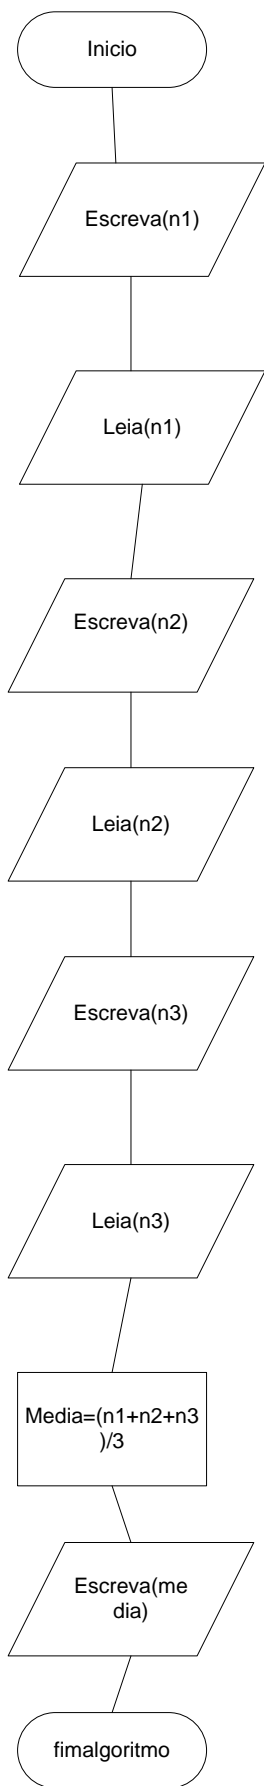 Inicio
Escreva(n1)
Leia(n1)
Escreva(n2)
Leia(n2)
Escreva(n3)
Leia(n3)
Media=(n1+n2+n3
)/3
Escreva(me
dia)
fimalgoritmo